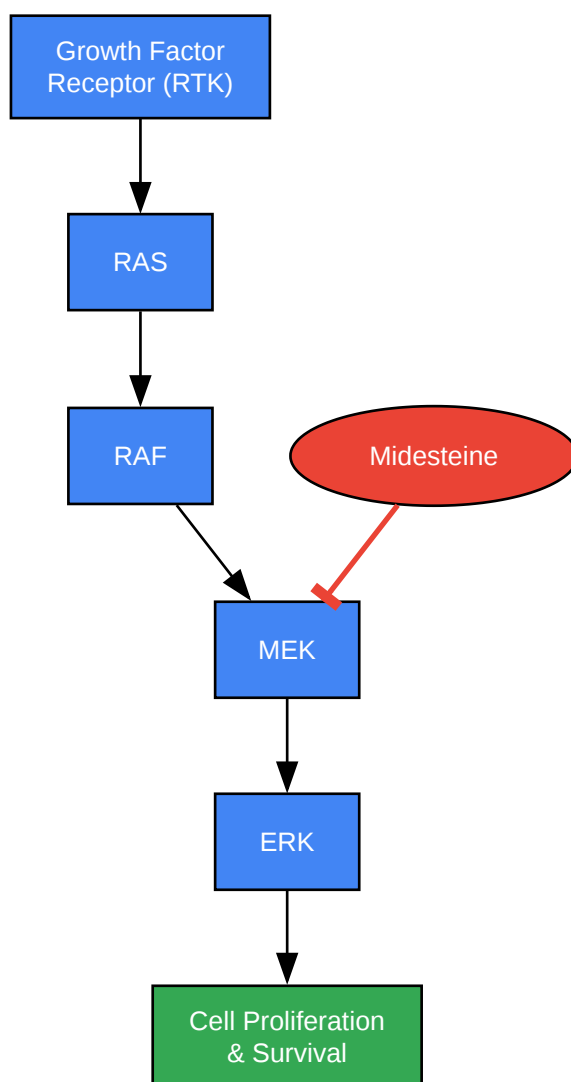 Growth Factor
Receptor (RTK)
RAS
RAF
Midesteine
MEK
ERK
Cell Proliferation
& Survival